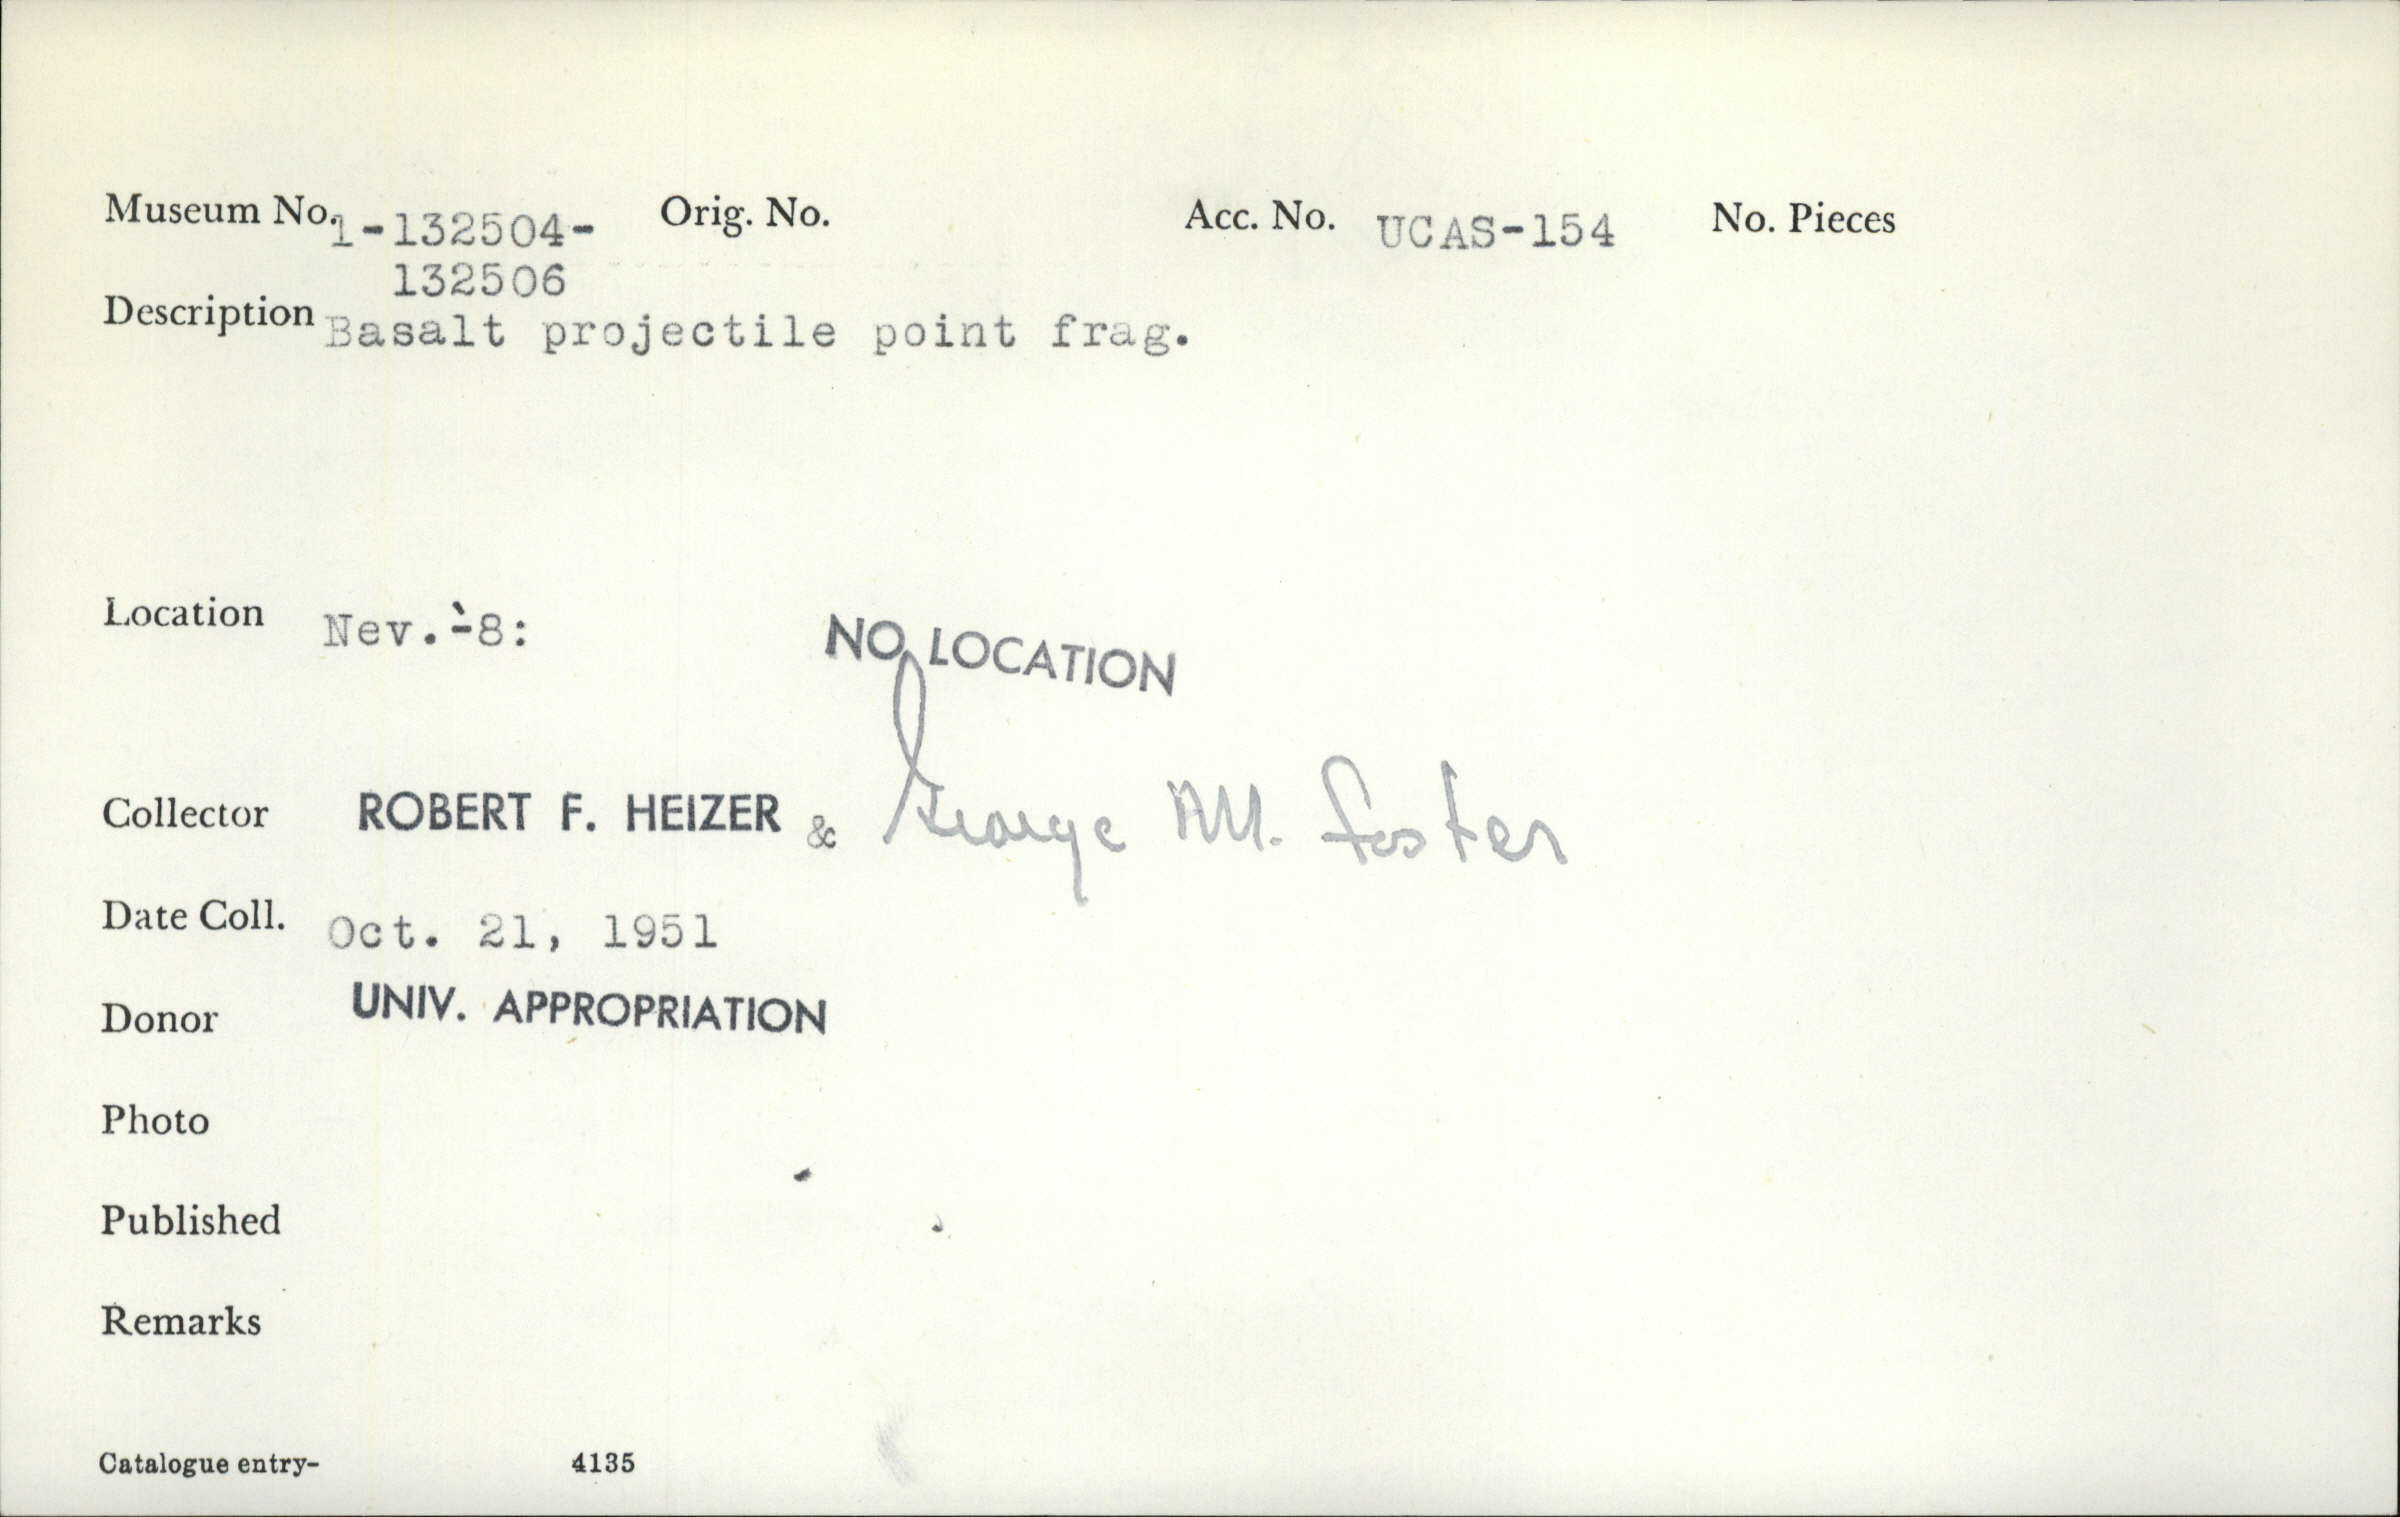 Museum No. 1-132504- Orig. No. Acc. No. UCAS-154 No. Pieces
132506
Description Basalt projectile point frag.
Location Nev.-8: NO LOCATION
Collector ROBERT F. HEIZER & George M. Foster
Date Coll. Oct. 21, 1951
Donor UNIV. APPROPRIATION
Photo
Published
Remarks
Catalogue entry- 4135